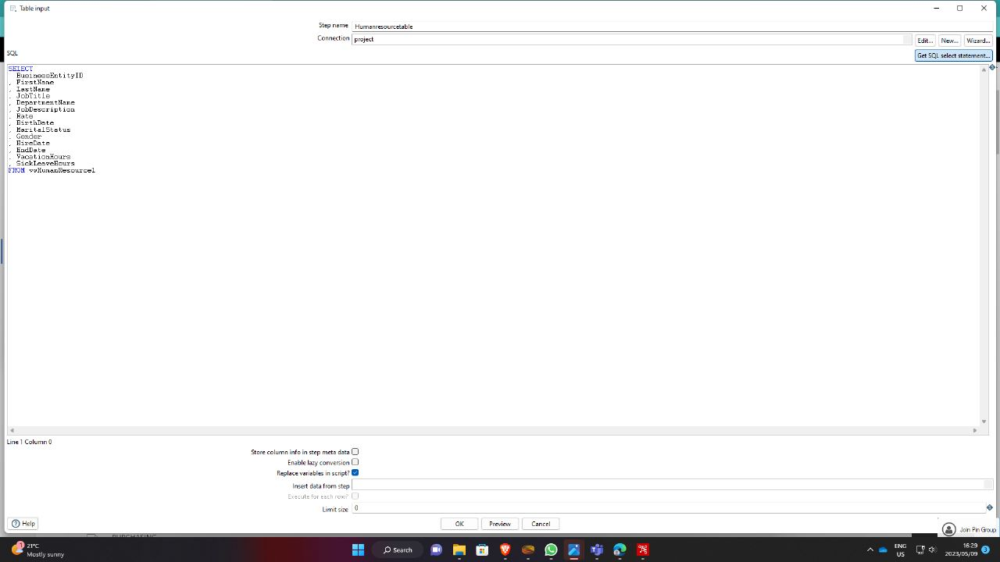 Table input
Step name Humanresourcetable
Connection project Edit... New... Wizard...
SQL Get SQL select statement...
SELECT
BusinessEntityID
, FirstName
, LastName
, JobTitle
, DepartmentName
, JobDescription
, Rate
, BirthDate
, MaritalStatus
, Gender
, HireDate
, EndDate
, VacationHours
, SickLeaveHours
FROM vwHumanResource1
Line 1 Column 0
Store column info in step meta data
Enable lazy conversion
Replace variables in script?
Insert data from step
Execute for each row?
Limit size 0
Help OK Preview Cancel
PURCHASING
Join Pin Group
21°C
Mostly sunny
Search
ENG
US
16:29
2023/05/09
3